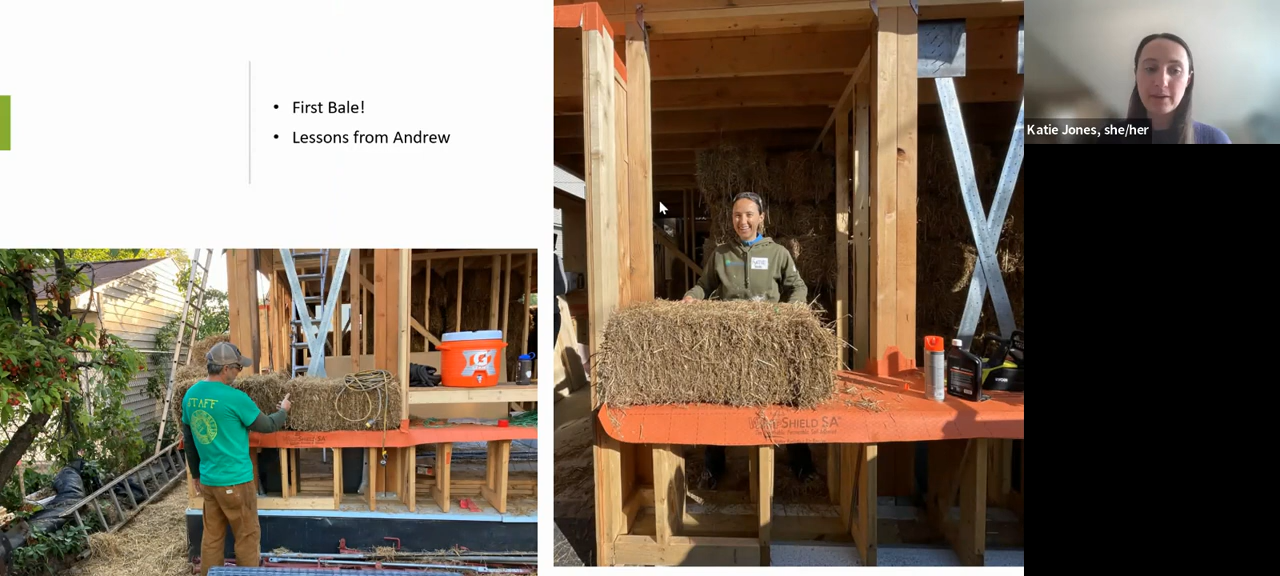 • First Bale!
• Lessons from Andrew
Katie Jones, she/her
STAFF
SHIELD SA